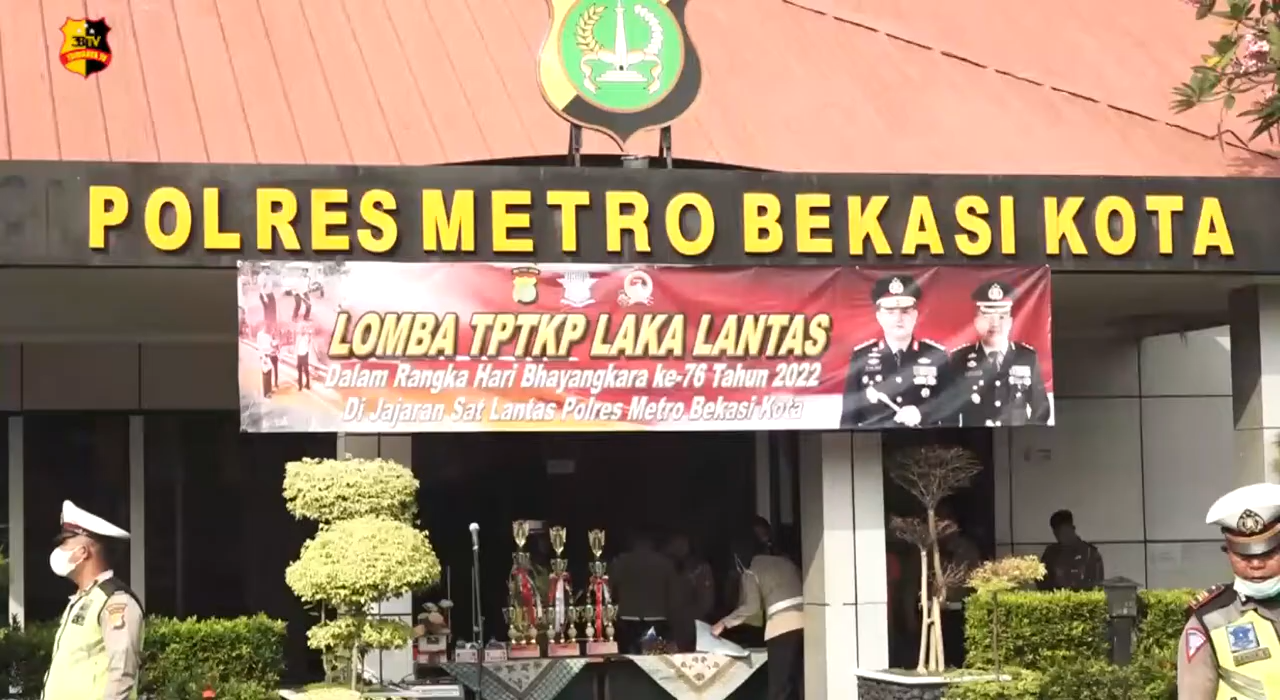 3BTV
POLRES METRO BEKASI KOTA
LOMBA TPTKP LAKA LANTAS
Dalam Rangka Hari Bhayangkara ke-76 Tahun 2022
Di Jajaran Sat Lantas Polres Metro Bekasi Kota